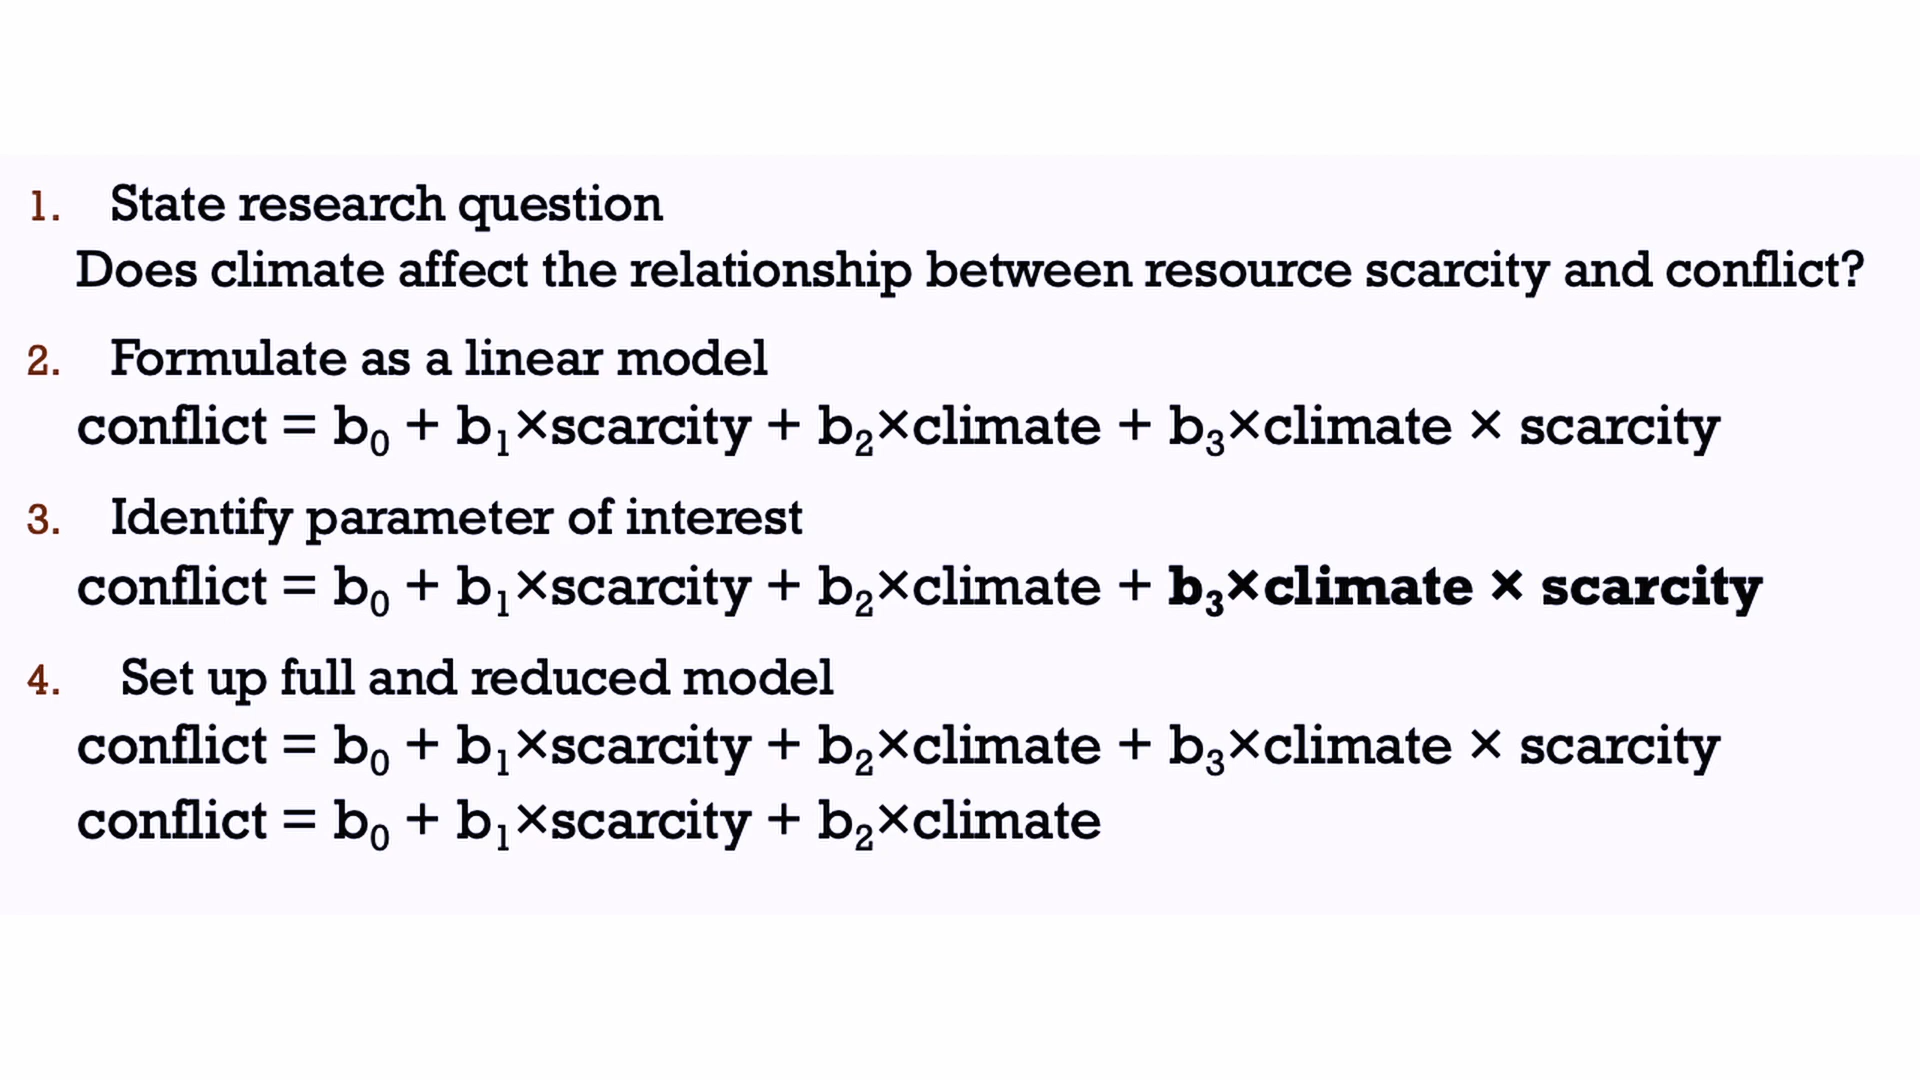 1. State research question
Does climate affect the relationship between resource scarcity and conflict?
2. Formulate as a linear model
conflict = b₀ + b₁×scarcity + b₂×climate + b₃×climate × scarcity
3. Identify parameter of interest
conflict = b₀ + b₁×scarcity + b₂×climate + b₃×climate × scarcity
4. Set up full and reduced model
conflict = b₀ + b₁×scarcity + b₂×climate + b₃×climate × scarcity
conflict = b₀ + b₁×scarcity + b₂×climate